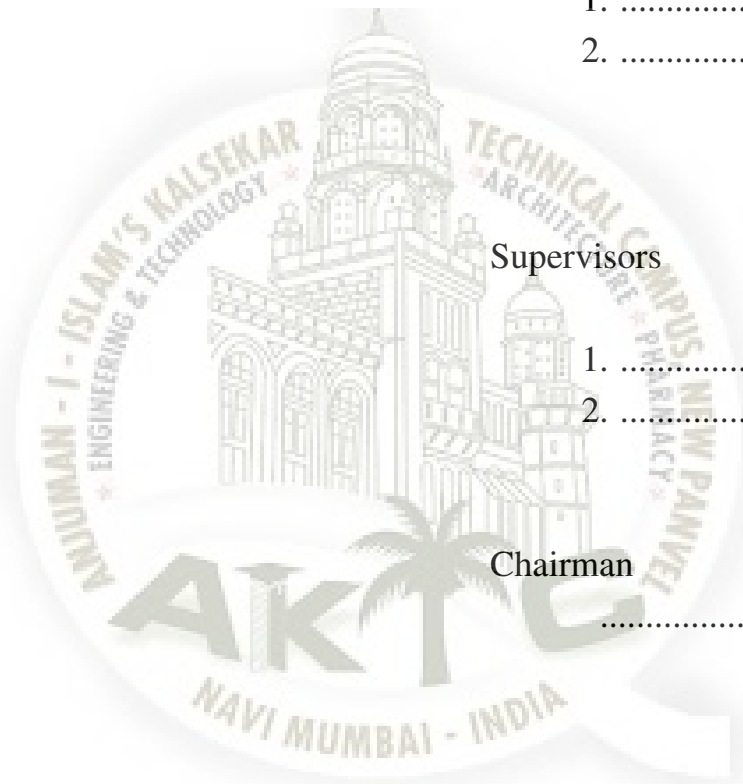 1. ................
2. ................
ANJUMAN - I - ISLAM'S KALSEKAR TECHNICAL CAMPUS NEW PANVEL
ENGINEERING & TECHNOLOGY * ARCHITECTURE * PHARMACY
Supervisors
1. ................
2. ................
Chairman
................
AKTC
NAVI MUMBAI - INDIA